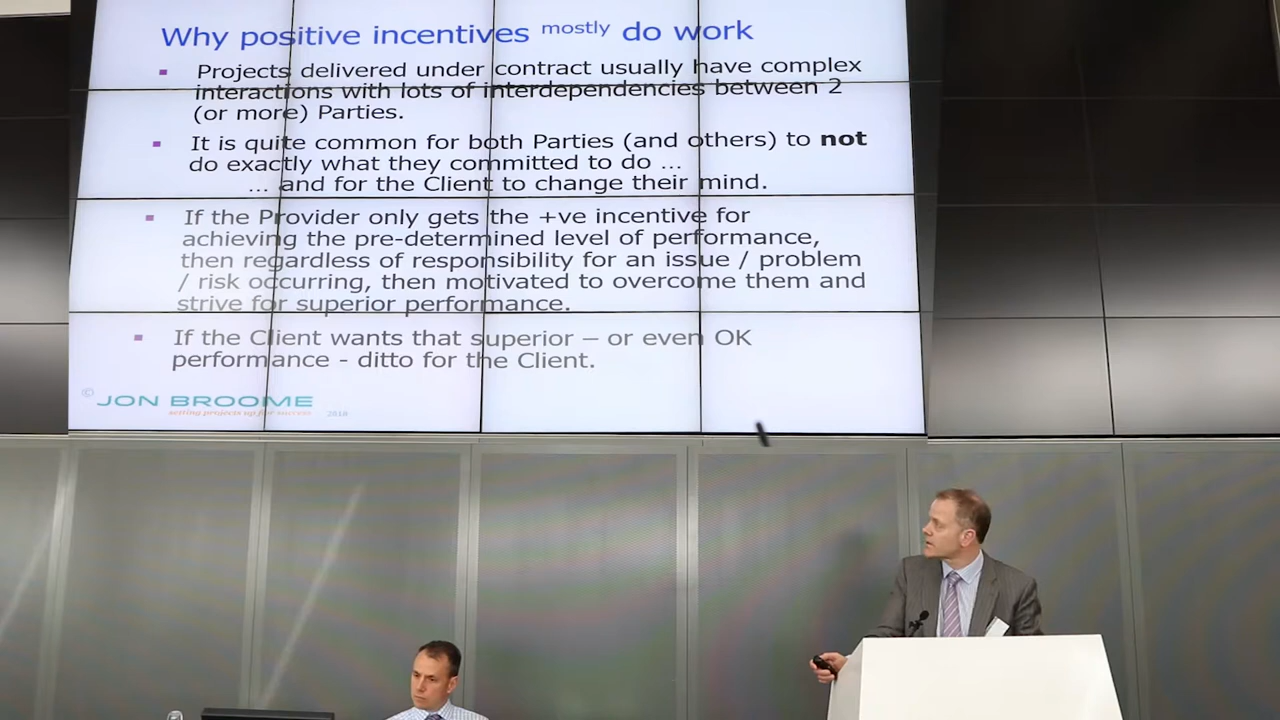 Why positive incentives mostly do work
▪ Projects delivered under contract usually have complex
interactions with lots of interdependencies between 2
(or more) Parties.
▪ It is quite common for both Parties (and others) to not
do exactly what they committed to do ...
... and for the Client to change their mind.
▪ If the Provider only gets the +ve incentive for
achieving the pre-determined level of performance,
then regardless of responsibility for an issue / problem
/ risk occurring, then motivated to overcome them and
strive for superior performance.
▪ If the Client wants that superior – or even OK
performance - ditto for the Client.
© JON BROOME
setting projects up for success 2018